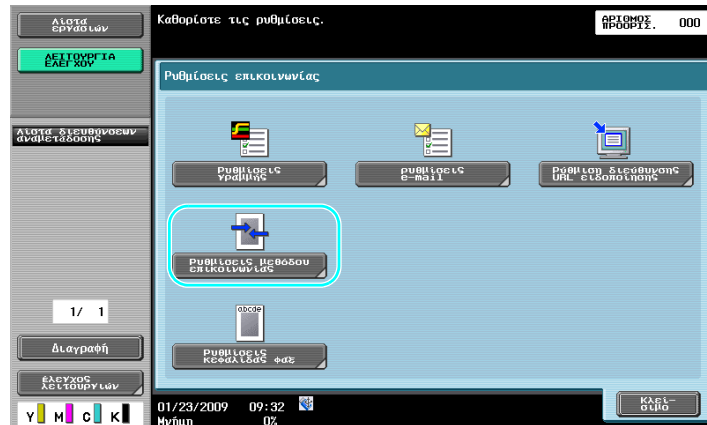 Λίστα
εργασιών
Καθορίστε τις ρυθμίσεις.
ΑΡΙΘΜΟΣ
ΠΡΟΟΡΙΣ.
000
ΛΕΙΤΟΥΡΓΙΑ
ΕΛΕΓΧΟΥ
Ρυθμίσεις επικοινωνίας
Λίστα διευθύνσεων
αναμετάδοσης
Ρυθμίσεις
γραμμής
ρυθμίσεις
e-mail
Ρύθμιση διεύθυνσης
URL ειδοποίησης
Ρυθμίσεις μεθόδου
επικοινωνίας
abcde
1/ 1
Διαγραφή
Ρυθμίσεις
κεφαλίδας φαξ
έλεγχος
λειτουργιών
Κλεί-
σιμο
Y M C K
01/23/2009 09:32
Μνήμη 0%